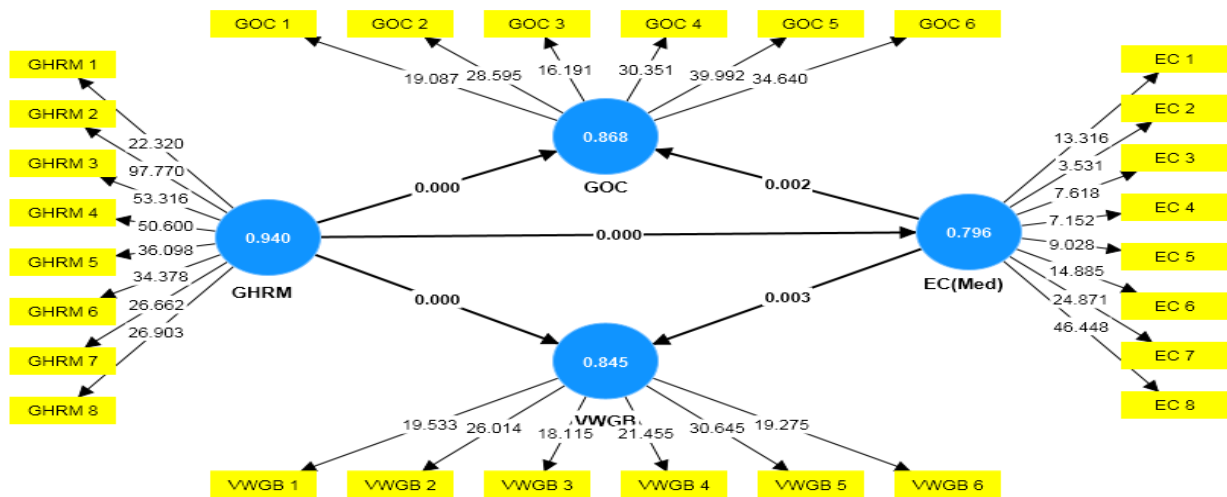 GOC 1
GOC 2
GOC 3
GOC 4
GOC 5
GOC 6
19.087
28.595
16.191
30.351
39.992
34.640
GHRM 1
GHRM 2
GHRM 3
GHRM 4
GHRM 5
GHRM 6
GHRM 7
GHRM 8
22.320
97.770
53.316
50.600
36.098
34.378
26.662
26.903
0.940
GHRM
0.868
GOC
0.000
0.002
0.000
0.000
0.003
0.796
EC(Med)
EC 1
EC 2
EC 3
EC 4
EC 5
EC 6
EC 7
EC 8
13.316
3.531
7.618
7.152
9.028
14.885
24.871
46.448
0.845
VWGB
19.533
26.014
18.115
21.455
30.645
19.275
VWGB 1
VWGB 2
VWGB 3
VWGB 4
VWGB 5
VWGB 6